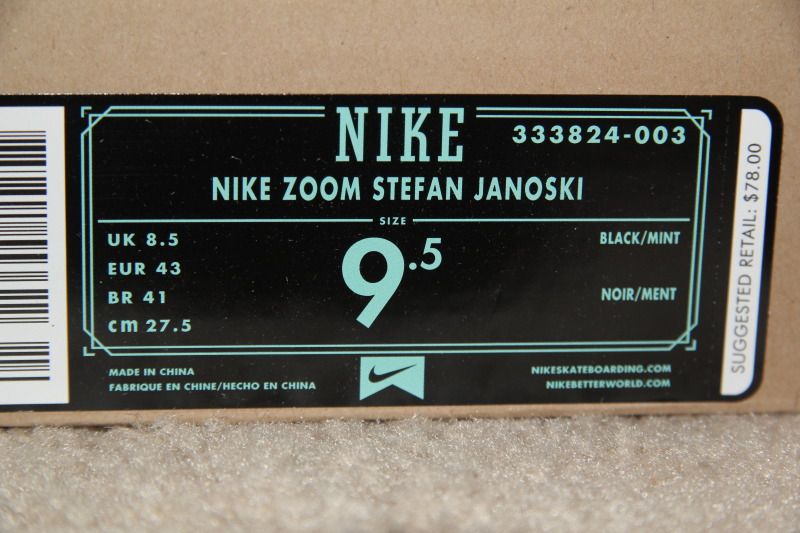 NIKE
333824-003
NIKE ZOOM STEFAN JANOSKI
SIZE
UK 8.5
EUR 43
BR 41
cm 27.5
9.5
BLACK/MINT
NOIR/MENT
MADE IN CHINA
FABRIQUE EN CHINE/HECHO EN CHINA
NIKESKATEBOARDING.COM
NIKEBETTERWORLD.COM
SUGGESTED RETAIL: $78.00